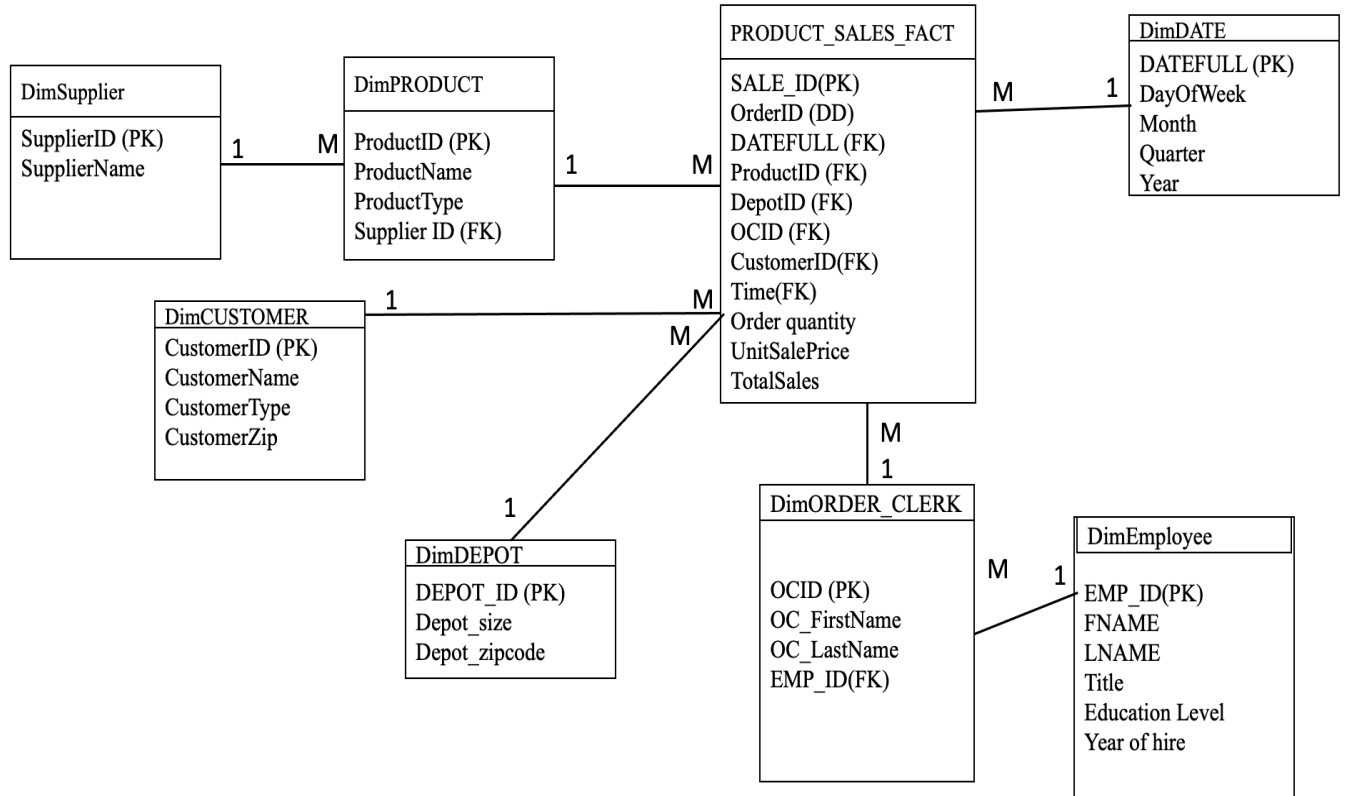 DimSupplier
SupplierID (PK)
SupplierName
1
M
DimPRODUCT
ProductID (PK)
ProductName
ProductType
Supplier ID (FK)
1
M
PRODUCT_SALES_FACT
SALE_ID(PK)
OrderID (DD)
DATEFULL (FK)
ProductID (FK)
DepotID (FK)
OCID (FK)
CustomerID(FK)
Time(FK)
Order quantity
UnitSalePrice
TotalSales
M
1
DimDATE
DATEFULL (PK)
DayOfWeek
Month
Quarter
Year
DimCUSTOMER
CustomerID (PK)
CustomerName
CustomerType
CustomerZip
1
M
M
1
DimDEPOT
DEPOT_ID (PK)
Depot_size
Depot_zipcode
M
1
DimORDER_CLERK
OCID (PK)
OC_FirstName
OC_LastName
EMP_ID(FK)
M
1
DimEmployee
EMP_ID(PK)
FNAME
LNAME
Title
Education Level
Year of hire